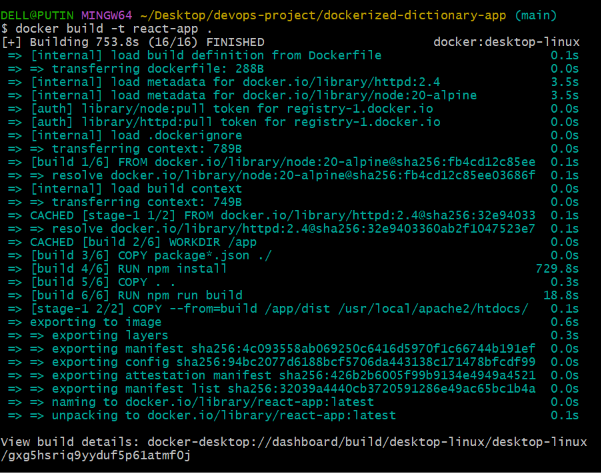 DELL@PUTIN MINGW64 ~/Desktop/devops-project/dockerized-dictionary-app (main)
$ docker build -t react-app .
[+] Building 753.8s (16/16) FINISHED docker:desktop-linux
=> [internal] load build definition from Dockerfile 0.1s
=> => transferring dockerfile: 288B 0.0s
=> [internal] load metadata for docker.io/library/httpd:2.4 3.5s
=> [internal] load metadata for docker.io/library/node:20-alpine 3.5s
=> [auth] library/node:pull token for registry-1.docker.io 0.0s
=> [auth] library/httpd:pull token for registry-1.docker.io 0.0s
=> [internal] load .dockerignore 0.0s
=> => transferring context: 789B 0.0s
=> [build 1/6] FROM docker.io/library/node:20-alpine@sha256:fb4cd12c85ee 0.1s
=> => resolve docker.io/library/node:20-alpine@sha256:fb4cd12c85ee03686f 0.1s
=> [internal] load build context 0.0s
=> => transferring context: 749B 0.0s
=> CACHED [stage-1 1/2] FROM docker.io/library/httpd:2.4@sha256:32e94033 0.1s
=> => resolve docker.io/library/httpd:2.4@sha256:32e9403360ab2f1047523e7 0.1s
=> CACHED [build 2/6] WORKDIR /app 0.0s
=> [build 3/6] COPY package*.json ./ 0.0s
=> [build 4/6] RUN npm install 729.8s
=> [build 5/6] COPY . . 0.3s
=> [build 6/6] RUN npm run build 18.8s
=> [stage-1 2/2] COPY --from=build /app/dist /usr/local/apache2/htdocs/ 0.1s
=> exporting to image 0.6s
=> => exporting layers 0.3s
=> => exporting manifest sha256:4c093558ab069250c6416d5970f1c66744b191ef 0.0s
=> => exporting config sha256:94bc2077d6188bcf5706da443138c171478bfcdf99 0.0s
=> => exporting attestation manifest sha256:426b2b6005f99b9134e4949a4521 0.0s
=> => exporting manifest list sha256:32039a4440cb3720591286e49ac65bc1b4a 0.0s
=> => naming to docker.io/library/react-app:latest 0.0s
=> => unpacking to docker.io/library/react-app:latest 0.1s
View build details: docker-desktop://dashboard/build/desktop-linux/desktop-linux
/gxg5hsriq9yyduf5p61atmf0j